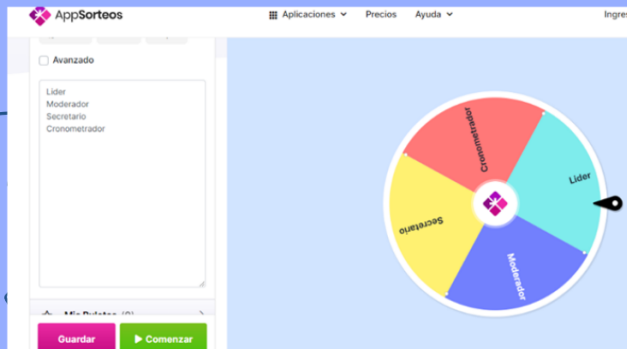 AppSorteos
Aplicaciones Precios Ayuda
Avanzado
Lider
Moderador
Secretario
Cronometrador
Guardar
Comenzar
Cronometrador
Lider
Secretario
Moderador